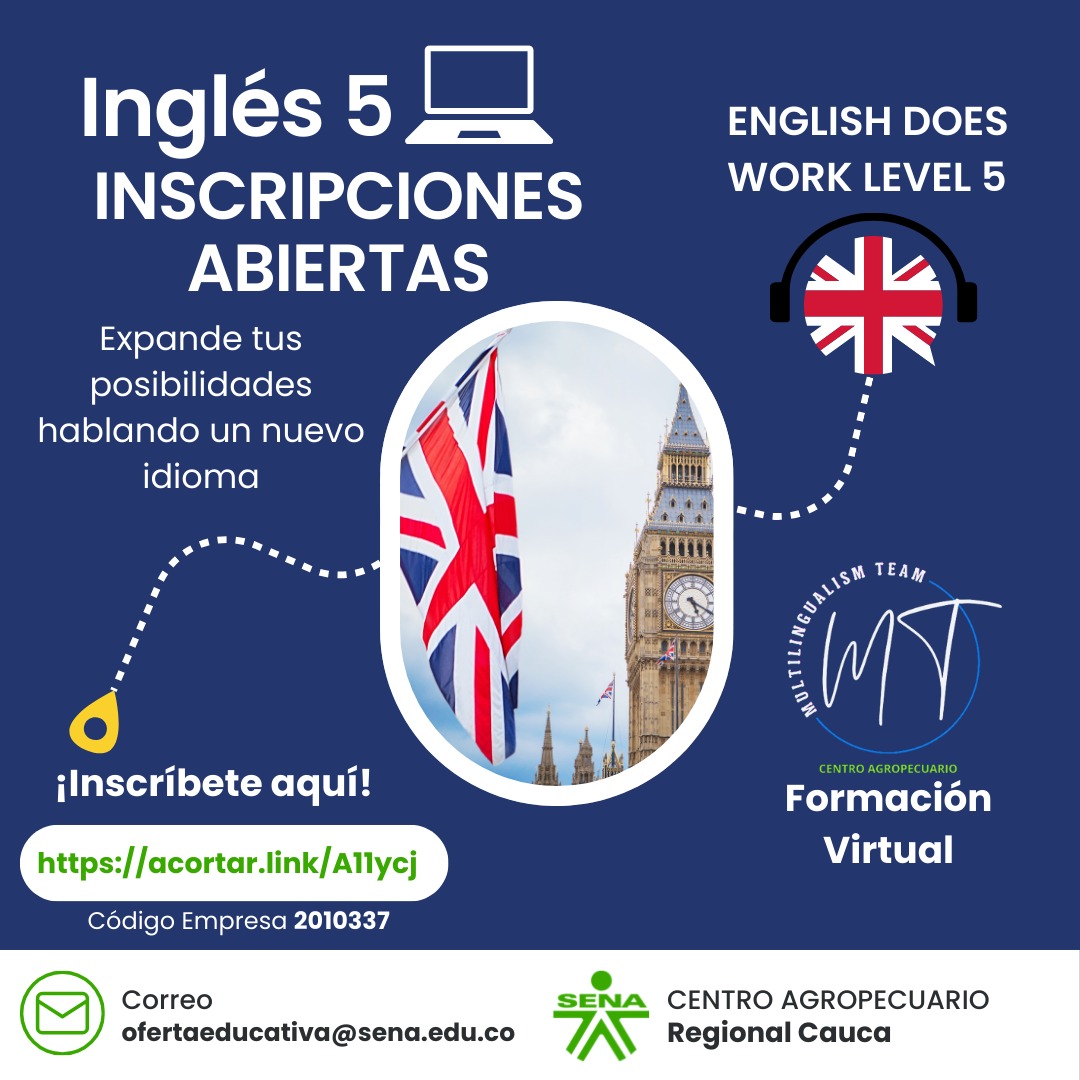 Inglés 5
INSCRIPCIONES
ABIERTAS
Expande tus
posibilidades
hablando un nuevo
idioma
ENGLISH DOES
WORK LEVEL 5
MULTILINGUALISM TEAM
MT
CENTRO AGROPECUARIO
Formación
Virtual
¡Inscríbete aquí!
https://acortar.link/A11ycj
Código Empresa 2010337
Correo
ofertaeducativa@sena.edu.co
SENA
CENTRO AGROPECUARIO
Regional Cauca